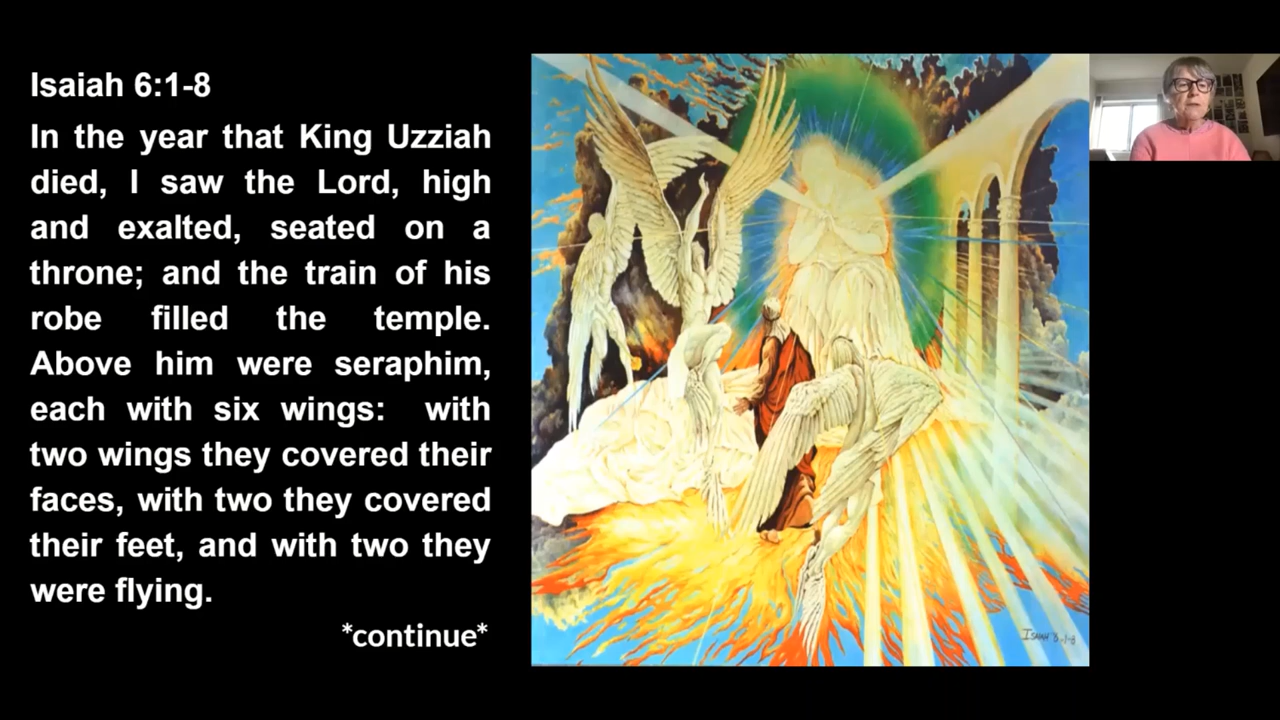 Isaiah 6:1-8
In the year that King Uzziah
died, I saw the Lord, high
and exalted, seated on a
throne; and the train of his
robe filled the temple.
Above him were seraphim,
each with six wings: with
two wings they covered their
faces, with two they covered
their feet, and with two they
were flying.
*continue*